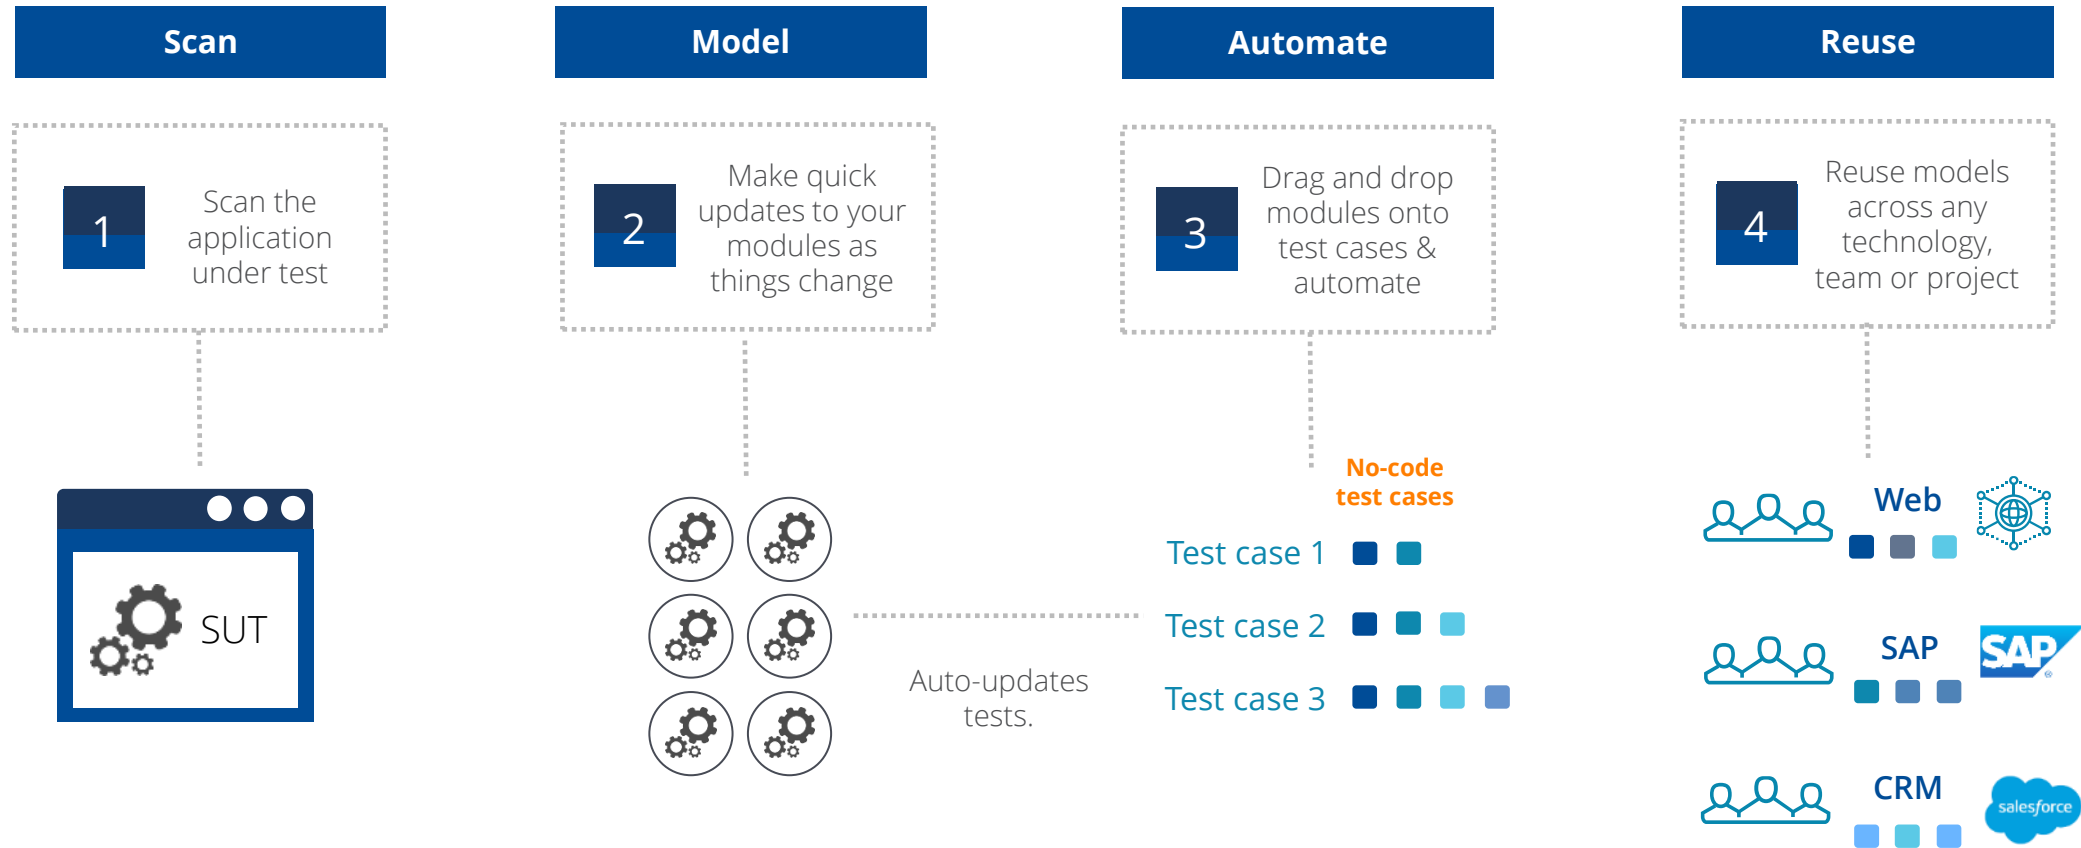 Scan
Model
Automate
Reuse
1
Scan the
application
under test
2
Make quick
updates to your
modules as
things change
3
Drag and drop
modules onto
test cases &
automate
4
Reuse models
across any
technology,
team or project
SUT
Auto-updates
tests.
No-code
test cases
Test case 1
Test case 2
Test case 3
Web
SAP
SAP
®
CRM
salesforce